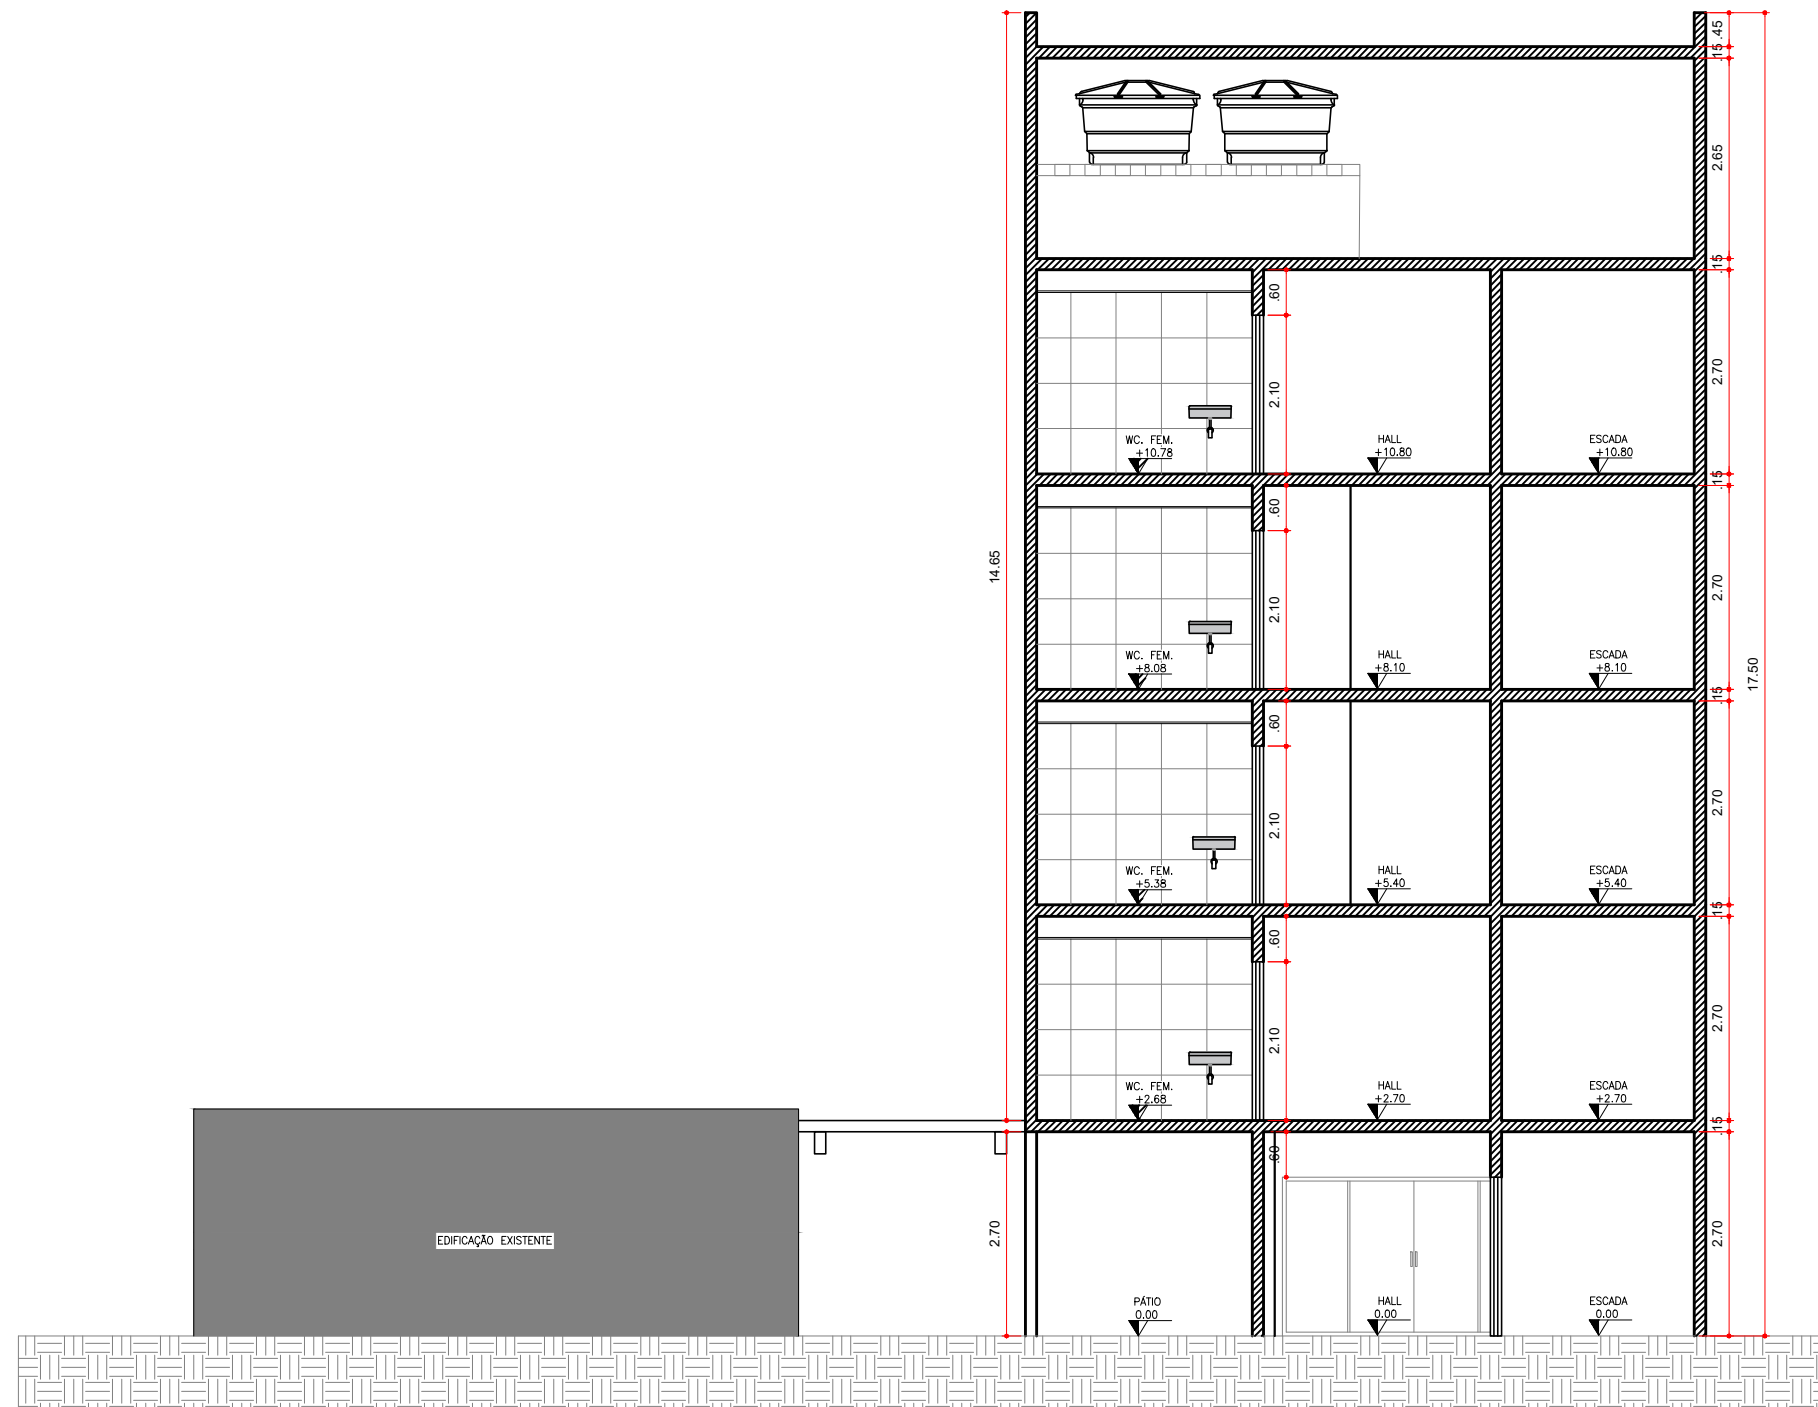 .45
.15
2.65
.15
.60
2.70
2.10
WC. FEM.
+10.78
HALL
+10.80
ESCADA
+10.80
.15
.60
14.65
2.70
2.10
WC. FEM.
+8.08
HALL
+8.10
ESCADA
+8.10
17.50
.15
.60
2.70
2.10
WC. FEM.
+5.38
HALL
+5.40
ESCADA
+5.40
.15
.60
2.70
2.10
WC. FEM.
+2.68
HALL
+2.70
ESCADA
+2.70
.15
.60
EDIFICAÇÃO EXISTENTE
2.70
2.70
PÁTIO
0.00
HALL
0.00
ESCADA
0.00